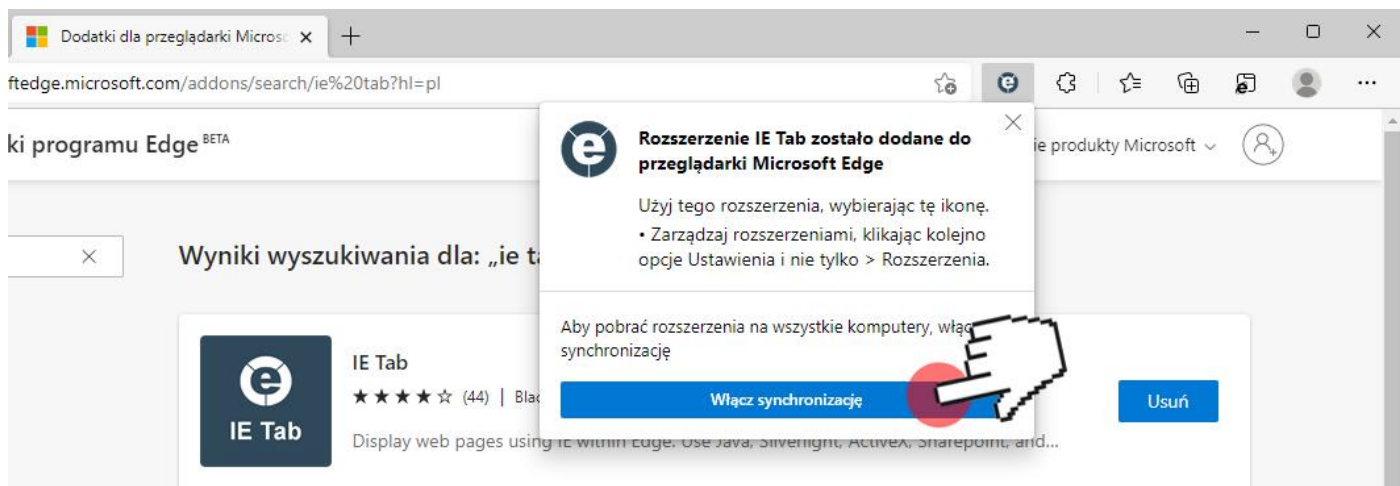 Dodatki dla przeglądarki Microso
ftedge.microsoft.com/addons/search/ie%20tab?hl=pl
ki programu Edge BETA
ie produkty Microsoft
Rozszerzenie IE Tab zostało dodane do
przeglądarki Microsoft Edge
Użyj tego rozszerzenia, wybierając tę ikonę.
• Zarządzaj rozszerzeniami, klikając kolejno
opcje Ustawienia i nie tylko > Rozszerzenia.
Wyniki wyszukiwania dla: „ie ta
Aby pobrać rozszerzenia na wszystkie komputery, włąc
synchronizację
Włącz synchronizację
IE Tab
IE Tab
★★★★☆ (44) | Blac
Usuń
Display web pages using IE within Edge. Use Java, Silverlight, ActiveX, Sharepoint, and...